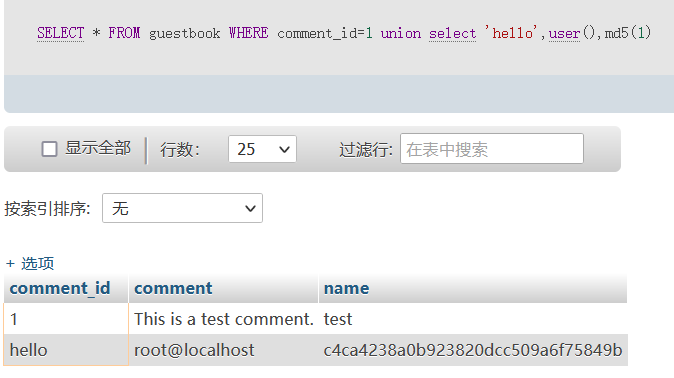 SELECT * FROM guestbook WHERE comment_id=1 union select 'hello',user(),md5(1)
显示全部 行数: 25 过滤行: 在表中搜索
按索引排序: 无
+ 选项
comment_id comment name
1 This is a test comment. test
hello root@localhost c4ca4238a0b923820dcc509a6f75849b